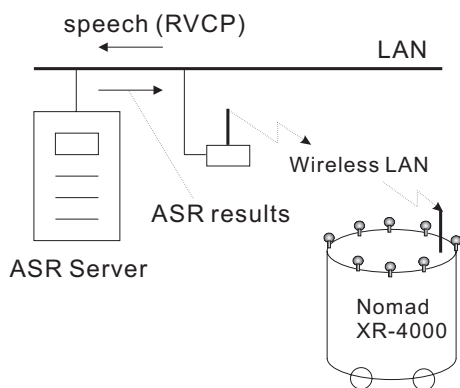 speech (RVCP)
LAN
Wireless LAN
ASR results
ASR Server
Nomad
XR-4000